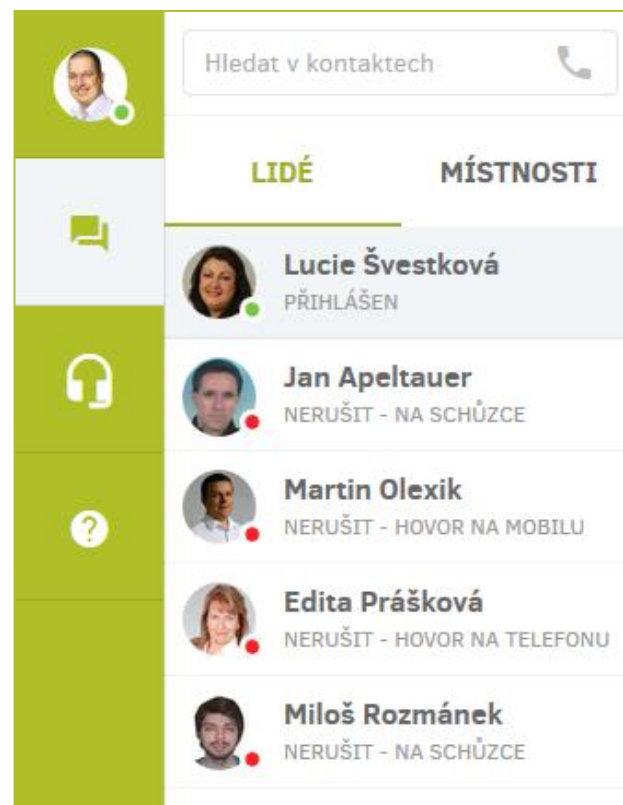 Hledat v kontaktech
LIDÉ MÍSTNOSTI
Lucie Švestková
PŘIHLÁŠEN
Jan Apeltauer
NERUŠIT - NA SCHŮZCE
Martin Olexik
NERUŠIT - HOVOR NA MOBILU
Edita Prášková
NERUŠIT - HOVOR NA TELEFONU
Miloš Rozmánek
NERUŠIT - NA SCHŮZCE